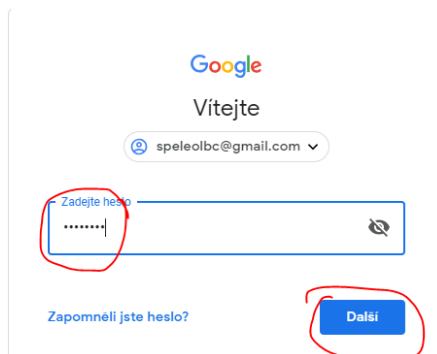 Google
Vítejte
speleolbc@gmail.com
Zadejte heslo
••••••••
Zapomněli jste heslo?
Další